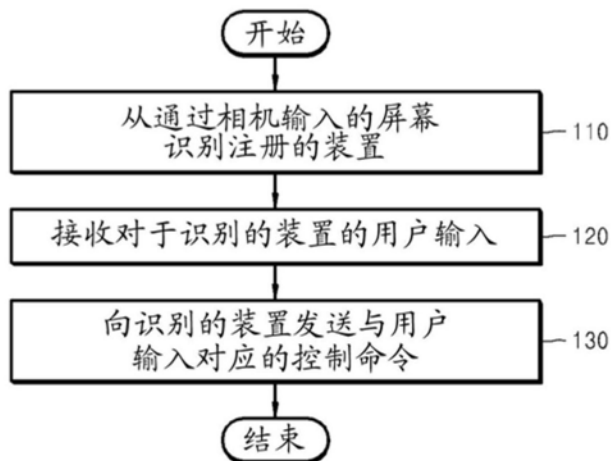 开始
从通过相机输入的屏幕
识别注册的装置
110
接收对于识别的装置的用户输入
120
向识别的装置发送与用户
输入对应的控制命令
130
结束